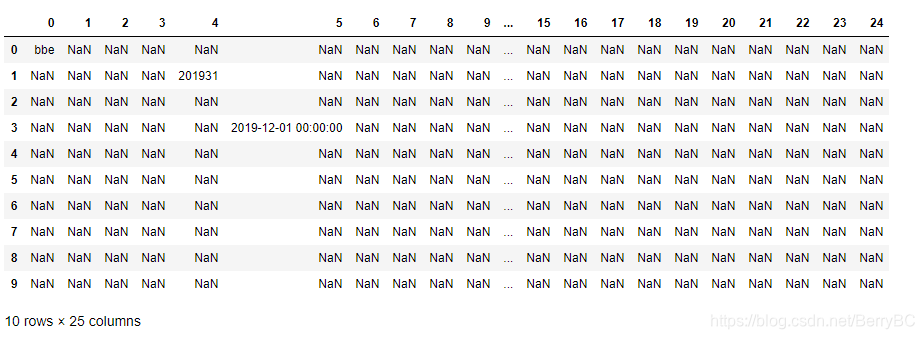 0 1 2 3 4 5 6 7 8 9 ... 15 16 17 18 19 20 21 22 23 24
0 bbe NaN NaN NaN NaN NaN NaN NaN NaN NaN ... NaN NaN NaN NaN NaN NaN NaN NaN NaN NaN
1 NaN NaN NaN NaN 201931 NaN NaN NaN NaN NaN ... NaN NaN NaN NaN NaN NaN NaN NaN NaN NaN
2 NaN NaN NaN NaN NaN NaN NaN NaN NaN NaN ... NaN NaN NaN NaN NaN NaN NaN NaN NaN NaN
3 NaN NaN NaN NaN NaN 2019-12-01 00:00:00 NaN NaN NaN NaN ... NaN NaN NaN NaN NaN NaN NaN NaN NaN NaN
4 NaN NaN NaN NaN NaN NaN NaN NaN NaN NaN ... NaN NaN NaN NaN NaN NaN NaN NaN NaN NaN
5 NaN NaN NaN NaN NaN NaN NaN NaN NaN NaN ... NaN NaN NaN NaN NaN NaN NaN NaN NaN NaN
6 NaN NaN NaN NaN NaN NaN NaN NaN NaN NaN ... NaN NaN NaN NaN NaN NaN NaN NaN NaN NaN
7 NaN NaN NaN NaN NaN NaN NaN NaN NaN NaN ... NaN NaN NaN NaN NaN NaN NaN NaN NaN NaN
8 NaN NaN NaN NaN NaN NaN NaN NaN NaN NaN ... NaN NaN NaN NaN NaN NaN NaN NaN NaN NaN
9 NaN NaN NaN NaN NaN NaN NaN NaN NaN NaN ... NaN NaN NaN NaN NaN NaN NaN NaN NaN NaN
10 rows × 25 columns
https://blog.csdn.net/BerryBC